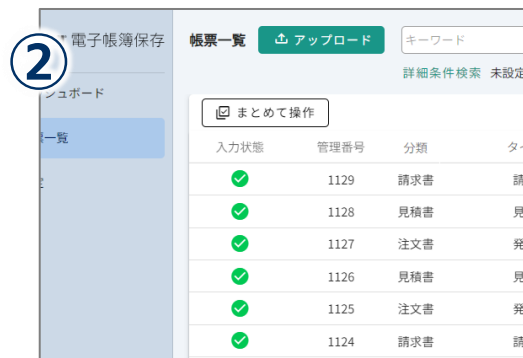 ②
電子帳簿保存
帳票一覧
アップロード
キーワード
詳細条件検索 未設定
シュボード
一覧
まとめて操作
入力状態 管理番号 分類
1129 請求書
1128 見積書
1127 注文書
1126 見積書
1125 注文書
1124 請求書